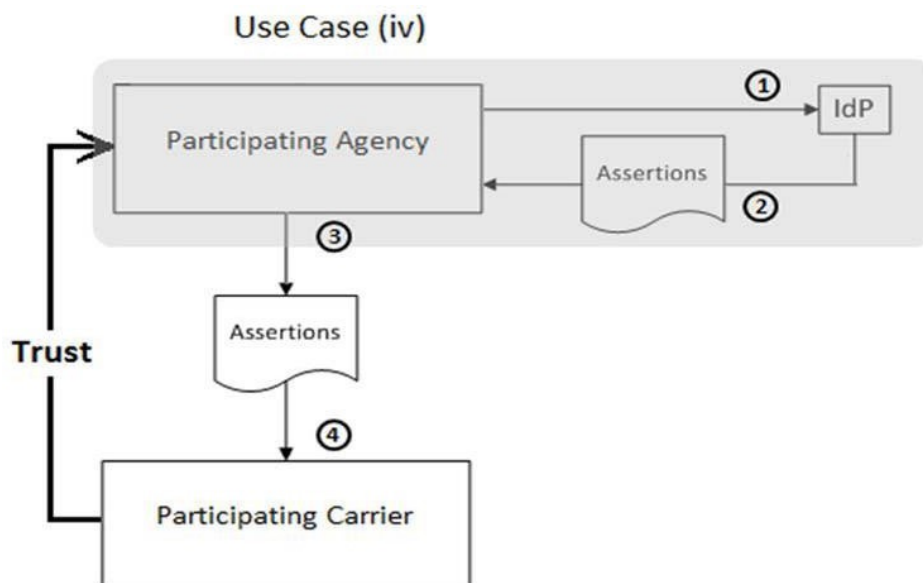 Use Case (iv)
①
Participating Agency
IdP
Assertions
②
③
Assertions
Trust
④
Participating Carrier